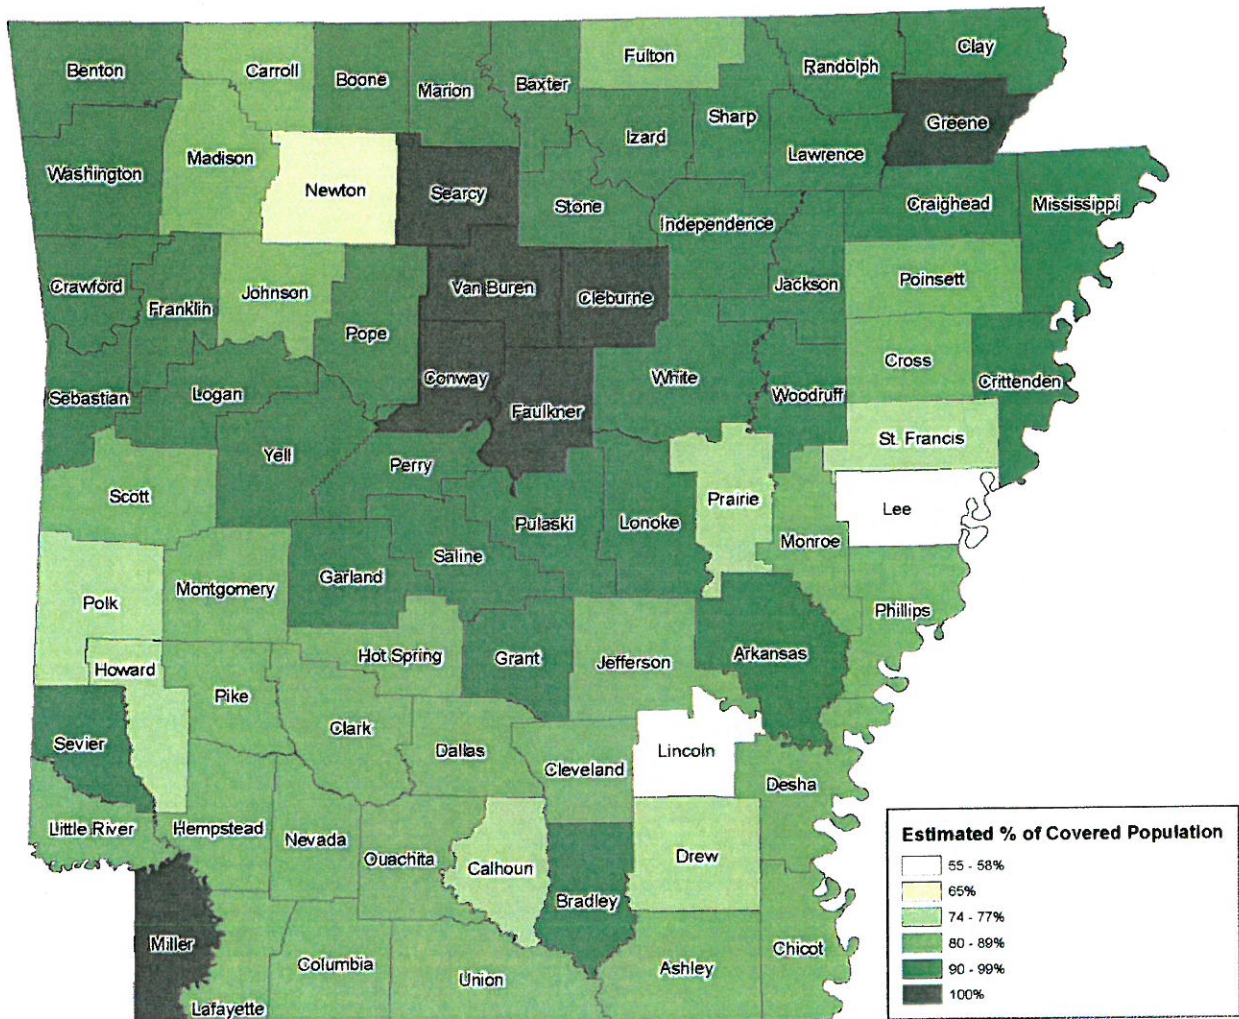 Benton
Carroll
Boone
Marion
Baxter
Fulton
Randolph
Clay
Greene
Sharp
Izard
Lawrence
Washington
Madison
Newton
Searcy
Stone
Independence
Craighead
Mississippi
Crawford
Franklin
Johnson
Pope
Van Buren
Cleburne
Jackson
Poinsett
Sebastian
Logan
Conway
Faulkner
White
Woodruff
Cross
Crittenden
Yell
Perry
St. Francis
Scott
Pulaski
Lonoke
Prairie
Lee
Saline
Monroe
Garland
Montgomery
Polk
Phillips
Howard
Hot Spring
Grant
Jefferson
Arkansas
Pike
Clark
Sevier
Dallas
Cleveland
Lincoln
Desha
Little River
Hempstead
Nevada
Ouachita
Calhoun
Drew
Bradley
Miller
Columbia
Union
Ashley
Chicot
Lafayette
Estimated % of Covered Population
55 - 58%
65%
74 - 77%
80 - 89%
90 - 99%
100%